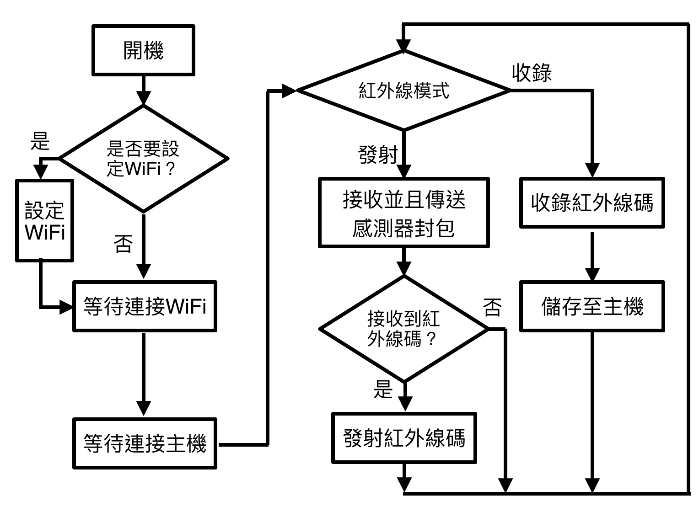 開機
是否要設
定WiFi？
是
設定
WiFi
否
等待連接WiFi
等待連接主機
紅外線模式
收錄
發射
接收並且傳送
感測器封包
收錄紅外線碼
儲存至主機
接收到紅
外線碼？
否
是
發射紅外線碼